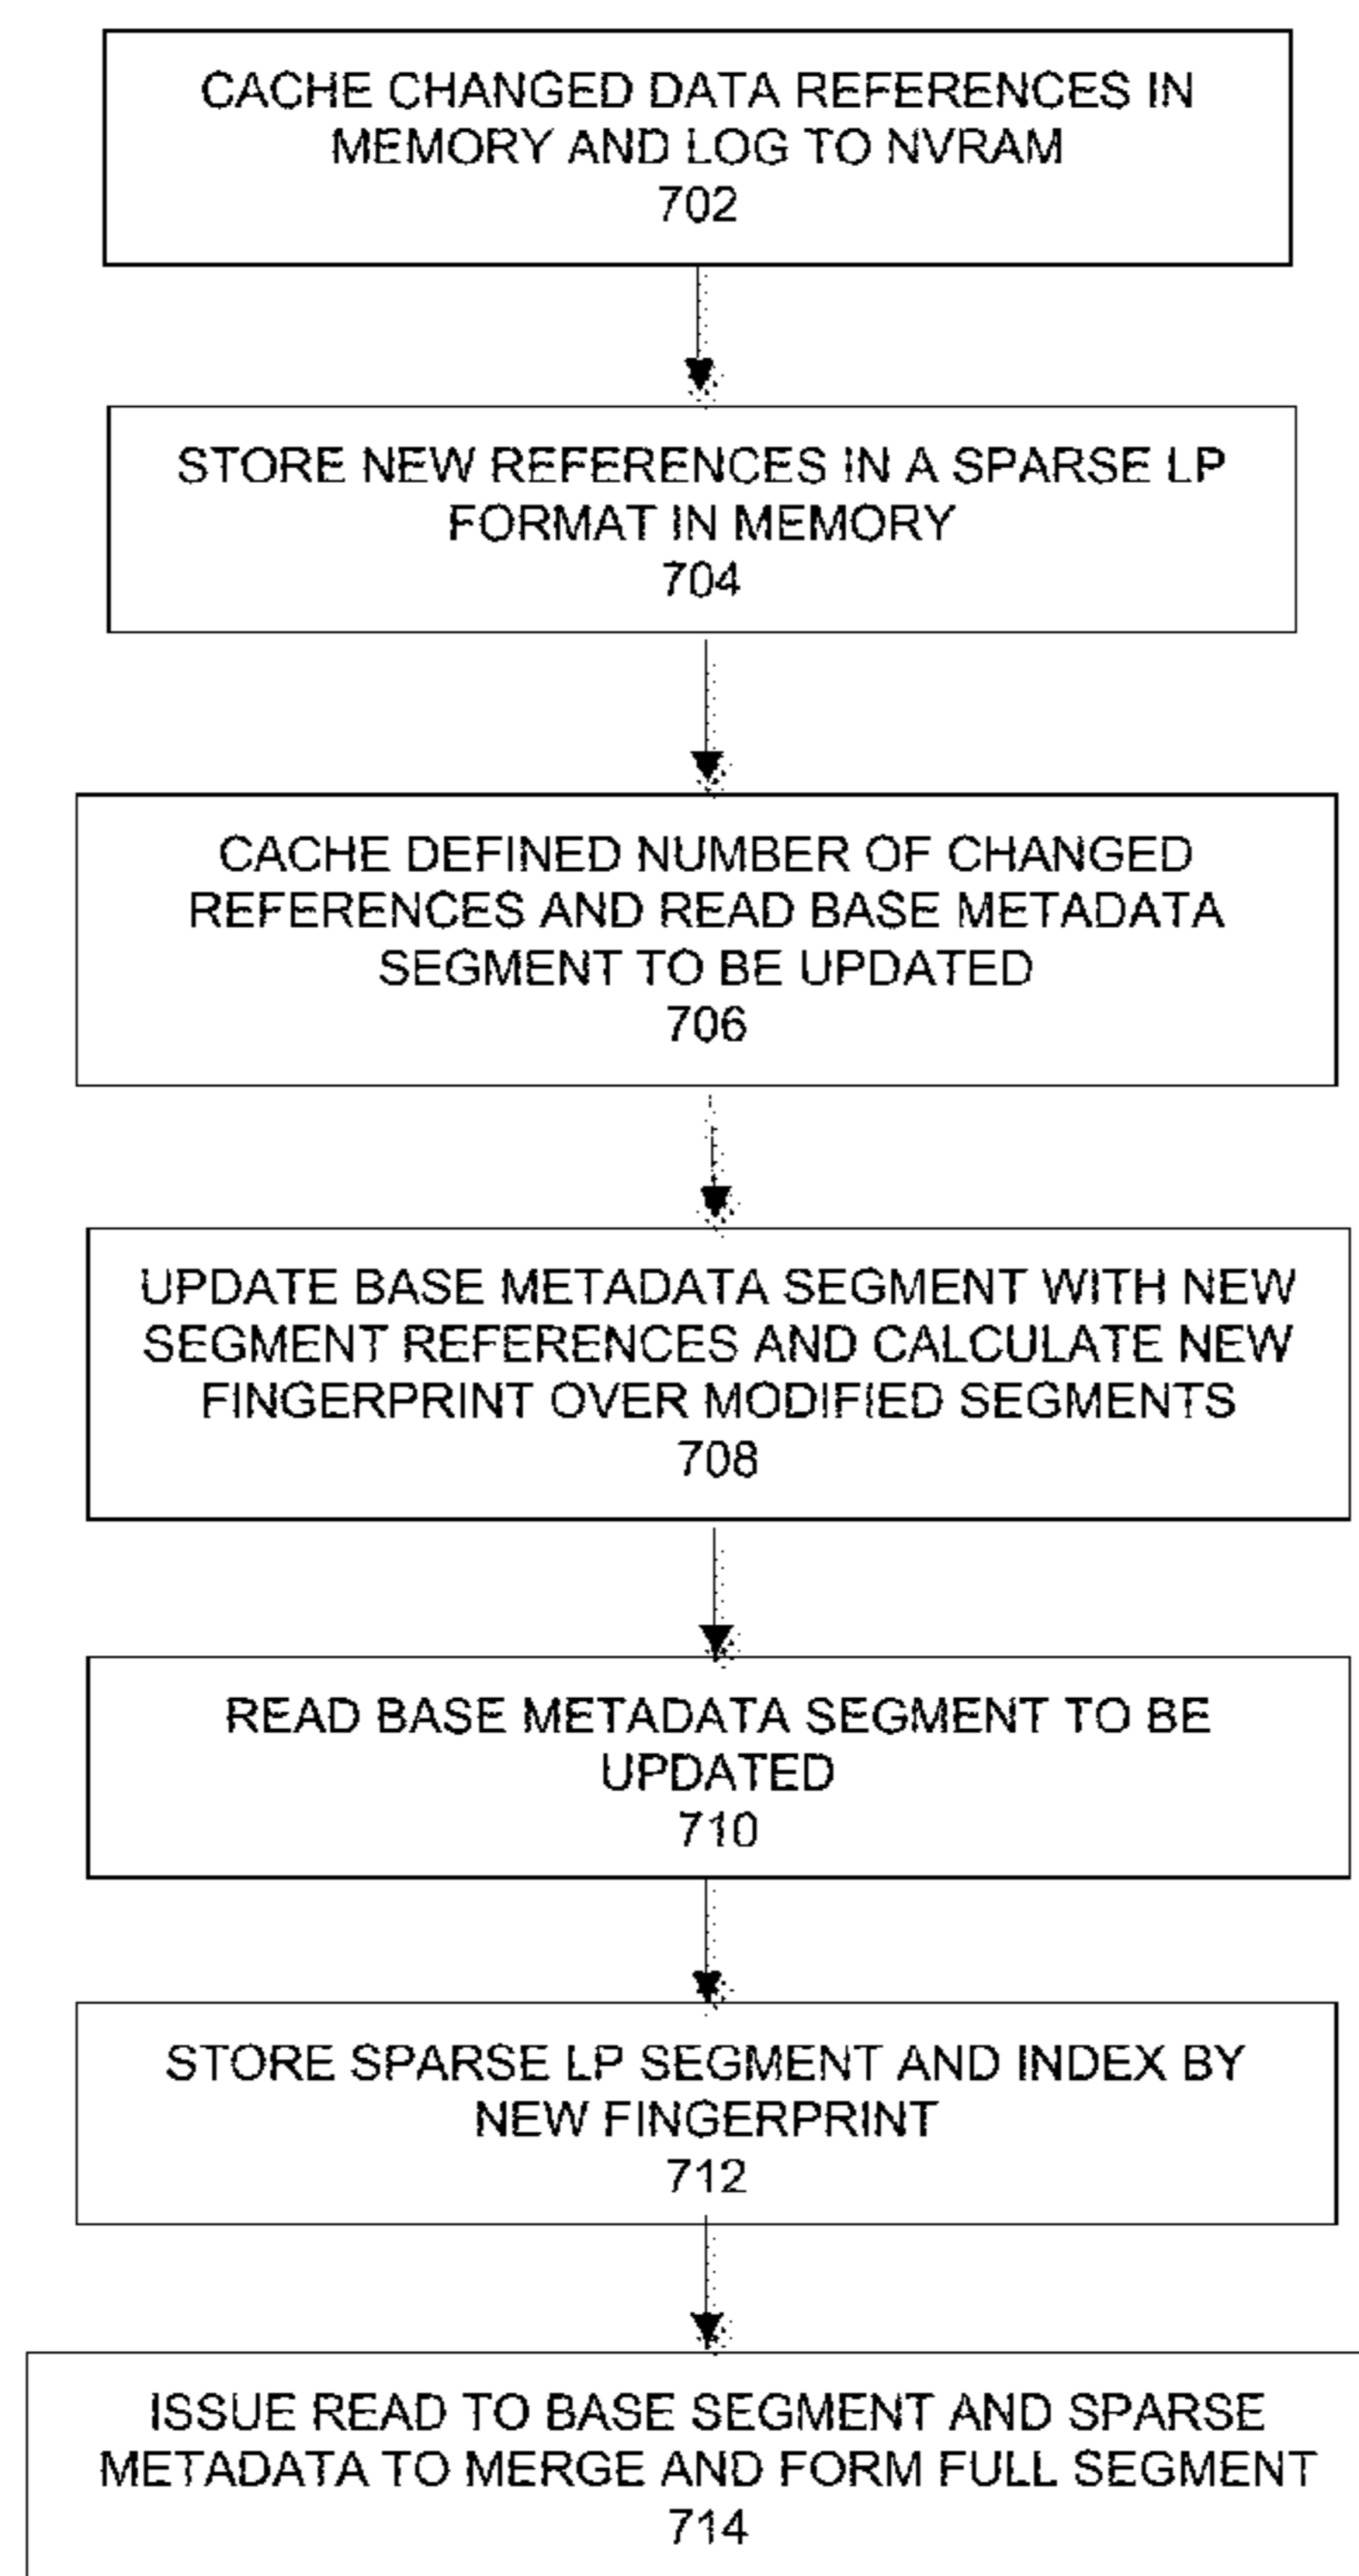 CACHE CHANGED DATA REFERENCES IN
MEMORY AND LOG TO NVRAM
702
STORE NEW REFERENCES IN A SPARSE LP
FORMAT IN MEMORY
704
CACHE DEFINED NUMBER OF CHANGED
REFERENCES AND READ BASE METADATA
SEGMENT TO BE UPDATED
706
UPDATE BASE METADATA SEGMENT WITH NEW
SEGMENT REFERENCES AND CALCULATE NEW
FINGERPRINT OVER MODIFIED SEGMENTS
708
READ BASE METADATA SEGMENT TO BE
UPDATED
710
STORE SPARSE LP SEGMENT AND INDEX BY
NEW FINGERPRINT
712
ISSUE READ TO BASE SEGMENT AND SPARSE
METADATA TO MERGE AND FORM FULL SEGMENT
714